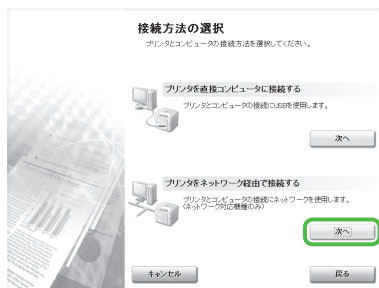 接続方法の選択
プリンタとコンピュータの接続方法を選択してください。
プリンタを直接コンピュータに接続する
プリンタとコンピュータの接続にUSBを使用します。
次へ
プリンタをネットワーク経由で接続する
プリンタとコンピュータの接続にネットワークを使用します。
(ネットワーク対応機種のみ)
次へ
キャンセル
戻る